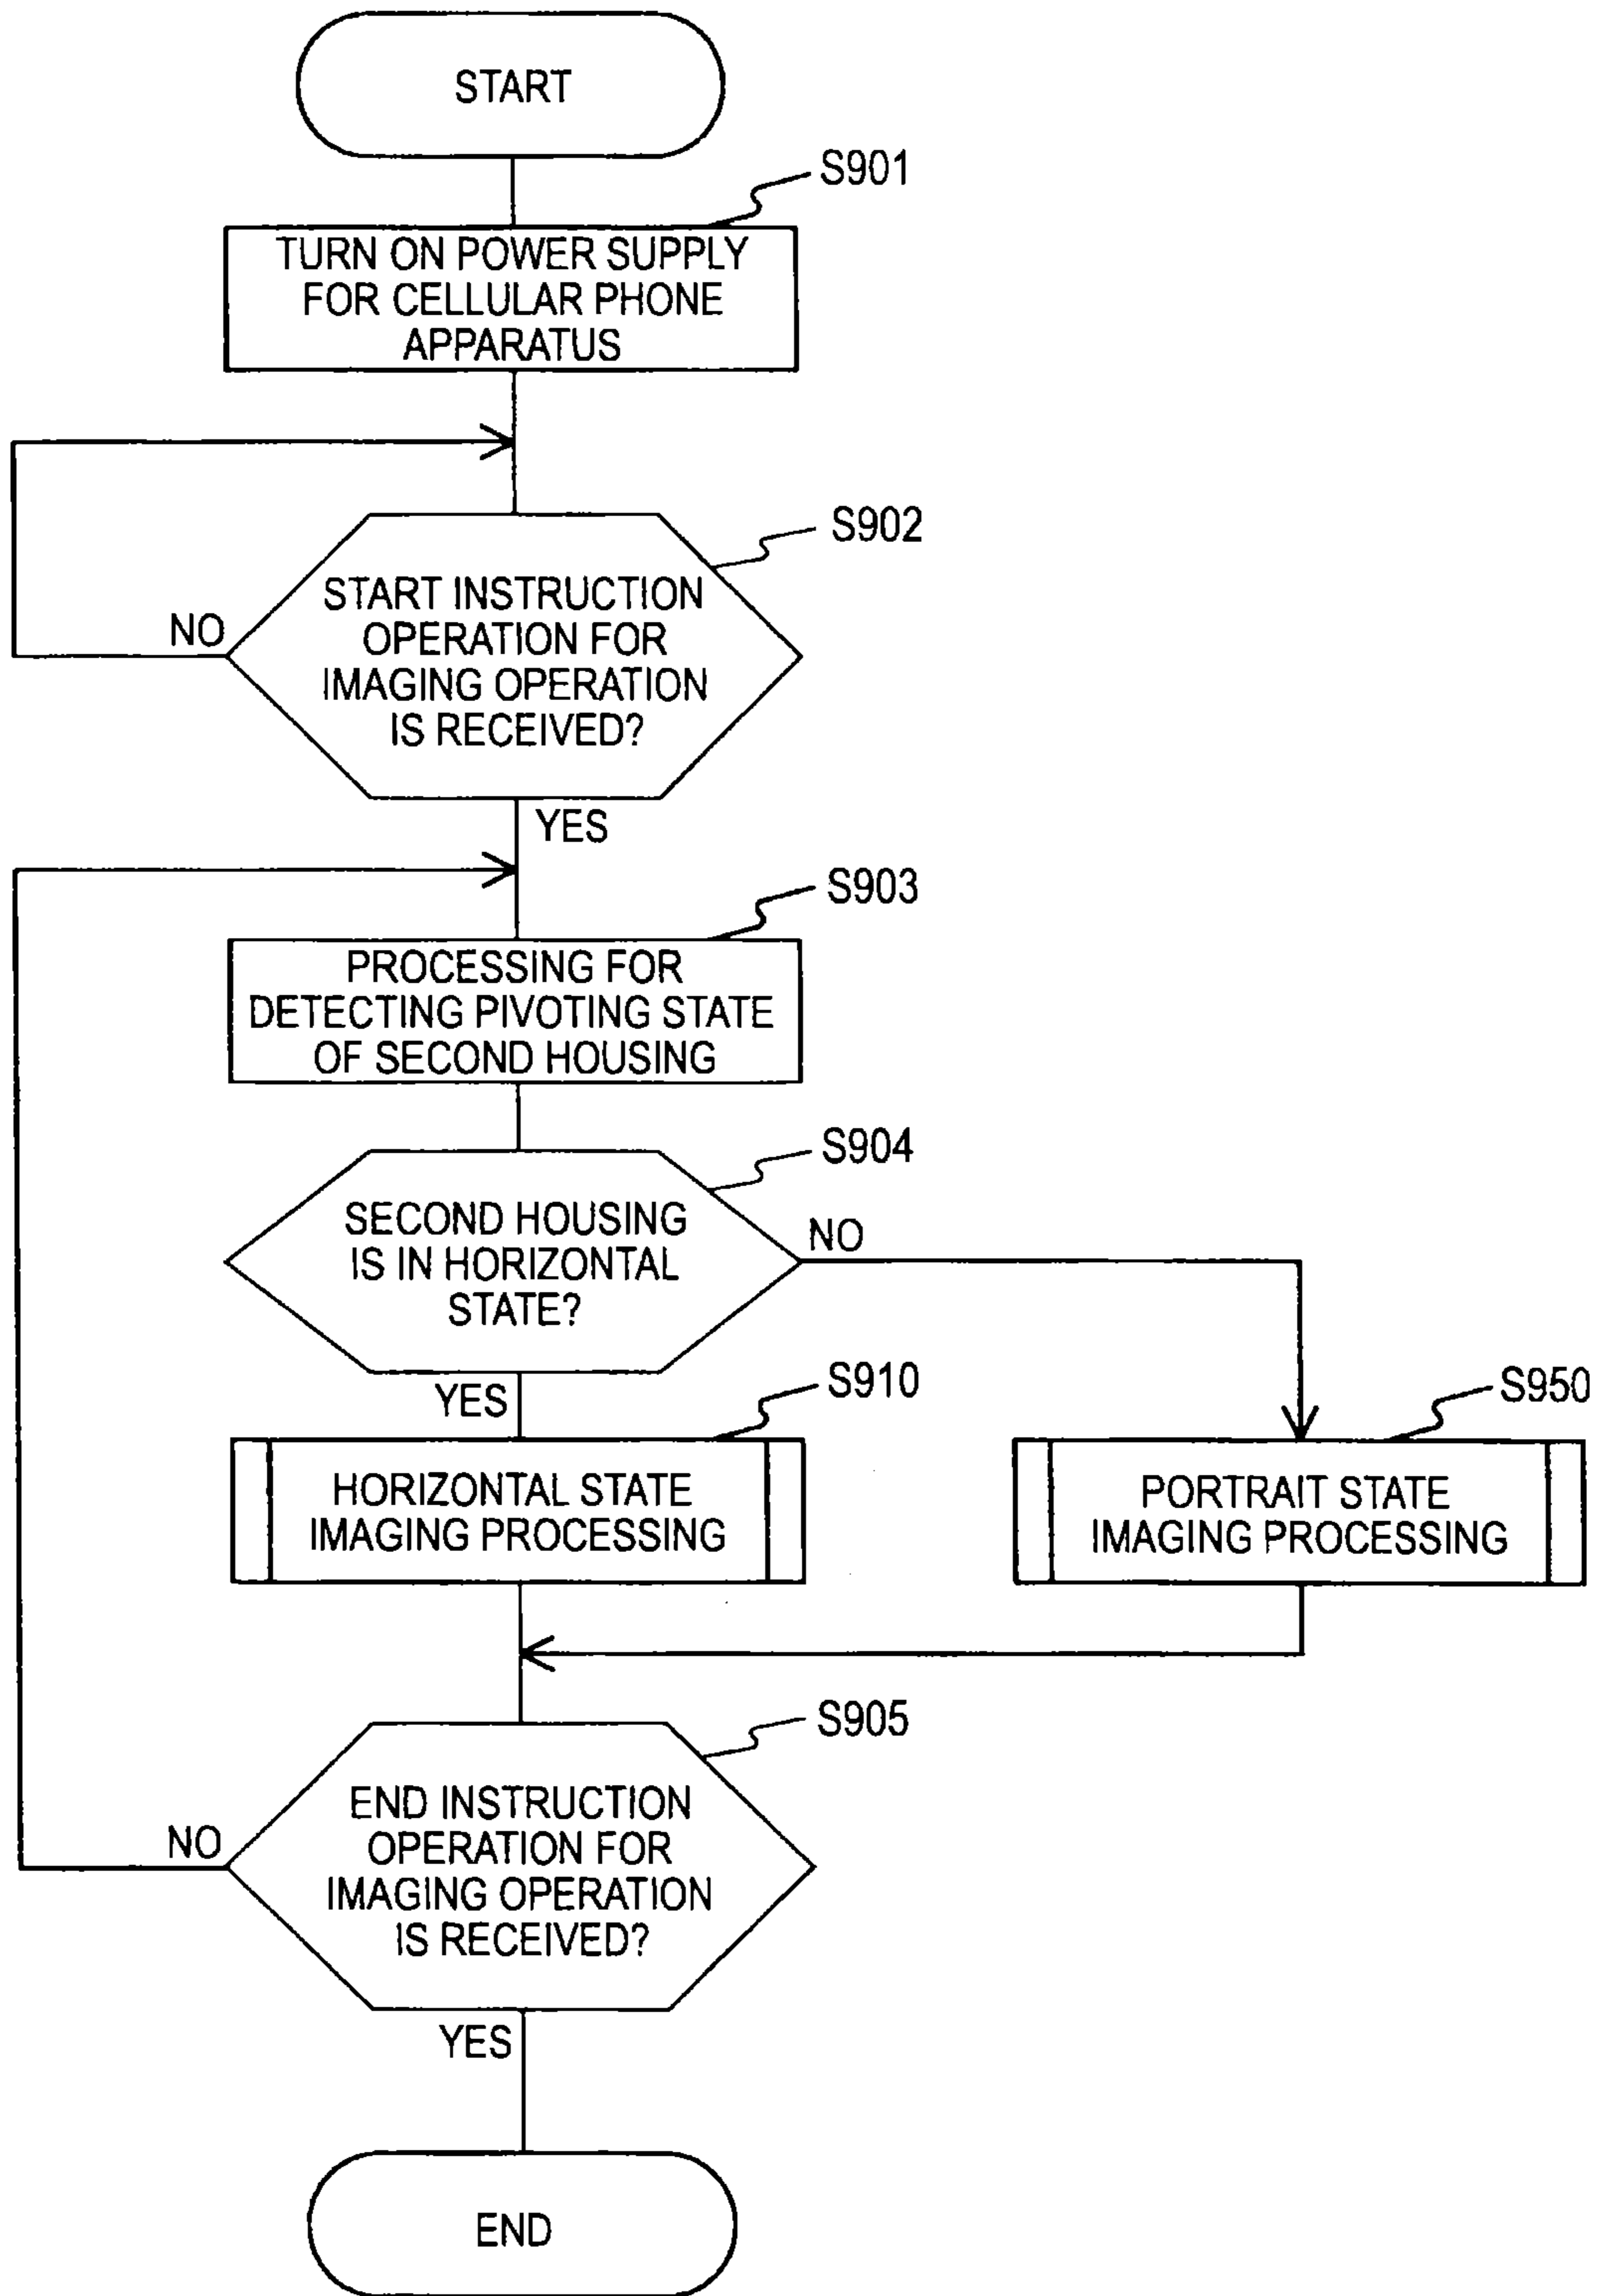 START
S901
TURN ON POWER SUPPLY
FOR CELLULAR PHONE
APPARATUS
S902
START INSTRUCTION
OPERATION FOR
IMAGING OPERATION
IS RECEIVED?
NO
YES
S903
PROCESSING FOR
DETECTING PIVOTING STATE
OF SECOND HOUSING
S904
SECOND HOUSING
IS IN HORIZONTAL
STATE?
NO
YES
S910
HORIZONTAL STATE
IMAGING PROCESSING
S950
PORTRAIT STATE
IMAGING PROCESSING
S905
END INSTRUCTION
OPERATION FOR
IMAGING OPERATION
IS RECEIVED?
NO
YES
END